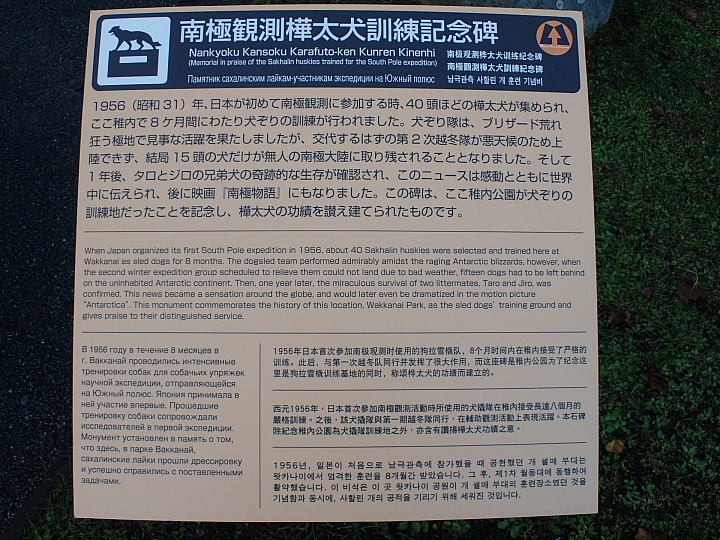 南極観測樺太犬訓練記念碑
Nankyoku Kansoku Karafuto-ken Kunren Kinenhi
(Memorial in praise of the Sakhalin huskies trained for the South Pole expedition)
Памятник сахалинским лайкам-участникам экспедиции на Южный полюс
南极观测桦太犬训练纪念碑
南極觀測樺太犬訓練紀念碑
남극관측 사할린 개 훈련 기념비
1956（昭和31）年、日本が初めて南極観測に参加する時、40頭ほどの樺太犬が集められ、
ここ稚内で8ケ月間にわたり犬ぞりの訓練が行われました。犬ぞり隊は、ブリザード荒れ
狂う極地で見事な活躍を果たしましたが、交代するはずの第2次越冬隊が悪天候のため上
陸できず、結局15頭の犬だけが無人の南極大陸に取り残されることとなりました。そして
1年後、タロとジロの兄弟犬の奇跡的な生存が確認され、このニュースは感動とともに世界
中に伝えられ、後に映画『南極物語』にもなりました。この碑は、ここ稚内公園が犬ぞりの
訓練地だったことを記念し、樺太犬の功績を讃え建てられたものです。
When Japan organized its first South Pole expedition in 1956, about 40 Sakhalin huskies were selected and trained here at
Wakkanai as sled dogs for 8 months. The dogsled team performed admirably amidst the raging Antarctic blizzards, however, when
the second winter expedition group scheduled to relieve them could not land due to bad weather, fifteen dogs had to be left behind
on the uninhabited Antarctic continent. Then, one year later, the miraculous survival of two littermates, Taro and Jiro, was
confirmed. This news became a sensation around the globe, and would later even be dramatized in the motion picture
"Antarctica". This monument commemorates the history of this location, Wakkanai Park, as the sled dogs' training ground and
gives praise to their distinguished service.
В 1956 году в течение 8 месяцев в
г. Вакканай проводились интенсивные
тренировки собак для собачьих упряжек
научной экспедиции, отправляющейся
на Южный полюс. Япония принимала в
ней участие впервые. Прошедшие
тренировку собаки сопровождали
исследователей в первой экспедиции.
Монумент установлен в память о том,
что здесь, в парке Вакканай,
сахалинские лайки прошли дрессировку
и успешно справились с поставленными
задачами.
1956年日本首次参加南极观测时使用的狗拉雪橇队，8个月时间内在稚内接受了严格的
训练。此后，与第一次越冬队同行并发挥了很大作用，而这座碑是稚内公园为了纪念这
里是狗拉雪橇训练基地的同时，称颂桦太犬的功绩而建立的。
西元1956年，日本首次參加南極觀測活動時所使用的犬撬隊在稚內接受長達八個月的
嚴格訓練。之後，該犬撬隊與第一期越冬隊同行，在輔助觀測活動上表現活躍。本石碑
除紀念稚內公園為犬撬隊訓練地之外，亦含有讚揚樺太犬功績之意。
1956년, 일본이 처음으로 남극관측에 참가했을 때 공헌했던 개 썰매 부대는
왓카나이에서 엄격한 훈련을 8개월간 받았습니다. 그 후, 제1차 월동대에 동행하여
활약했습니다. 이 비석은 이 곳 왓카나이 공원이 개 썰매 부대의 훈련장소였던 것을
기념함과 동시에, 사할린 개의 공적을 기리기 위해 세워진 것입니다.